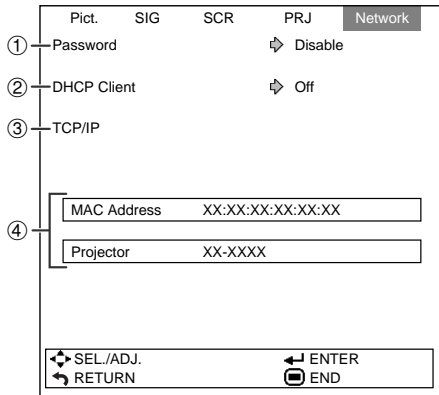 Pict. SIG SCR PRJ Network
① Password Disable
② DHCP Client Off
③ TCP/IP
④
MAC Address XX:XX:XX:XX:XX:XX
Projector XX-XXXX
SEL./ADJ. ENTER
RETURN END